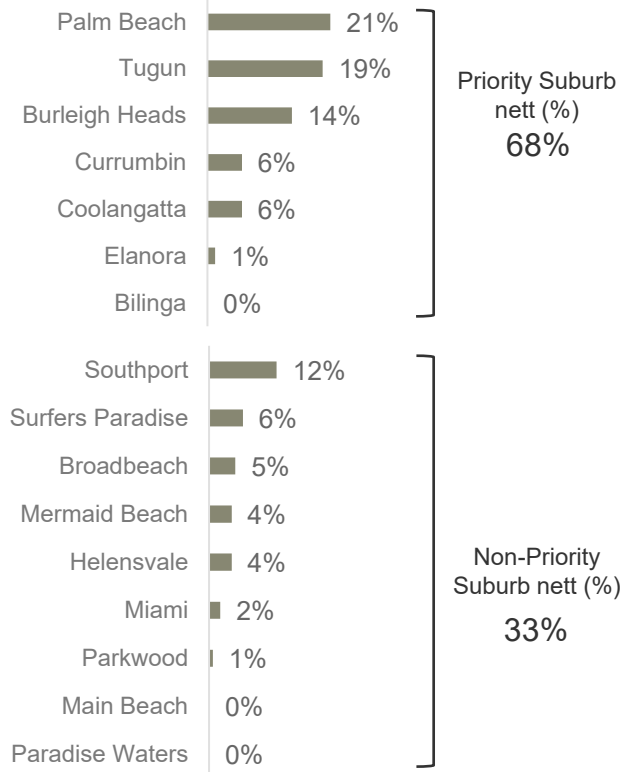 Palm Beach 21%
Tugun 19%
Burleigh Heads 14%
Currumbin 6%
Coolangatta 6%
Elanora 1%
Bilinga 0%
Priority Suburb
nett (%)
68%
Southport 12%
Surfers Paradise 6%
Broadbeach 5%
Mermaid Beach 4%
Helensvale 4%
Miami 2%
Parkwood 1%
Main Beach 0%
Paradise Waters 0%
Non-Priority
Suburb nett (%)
33%